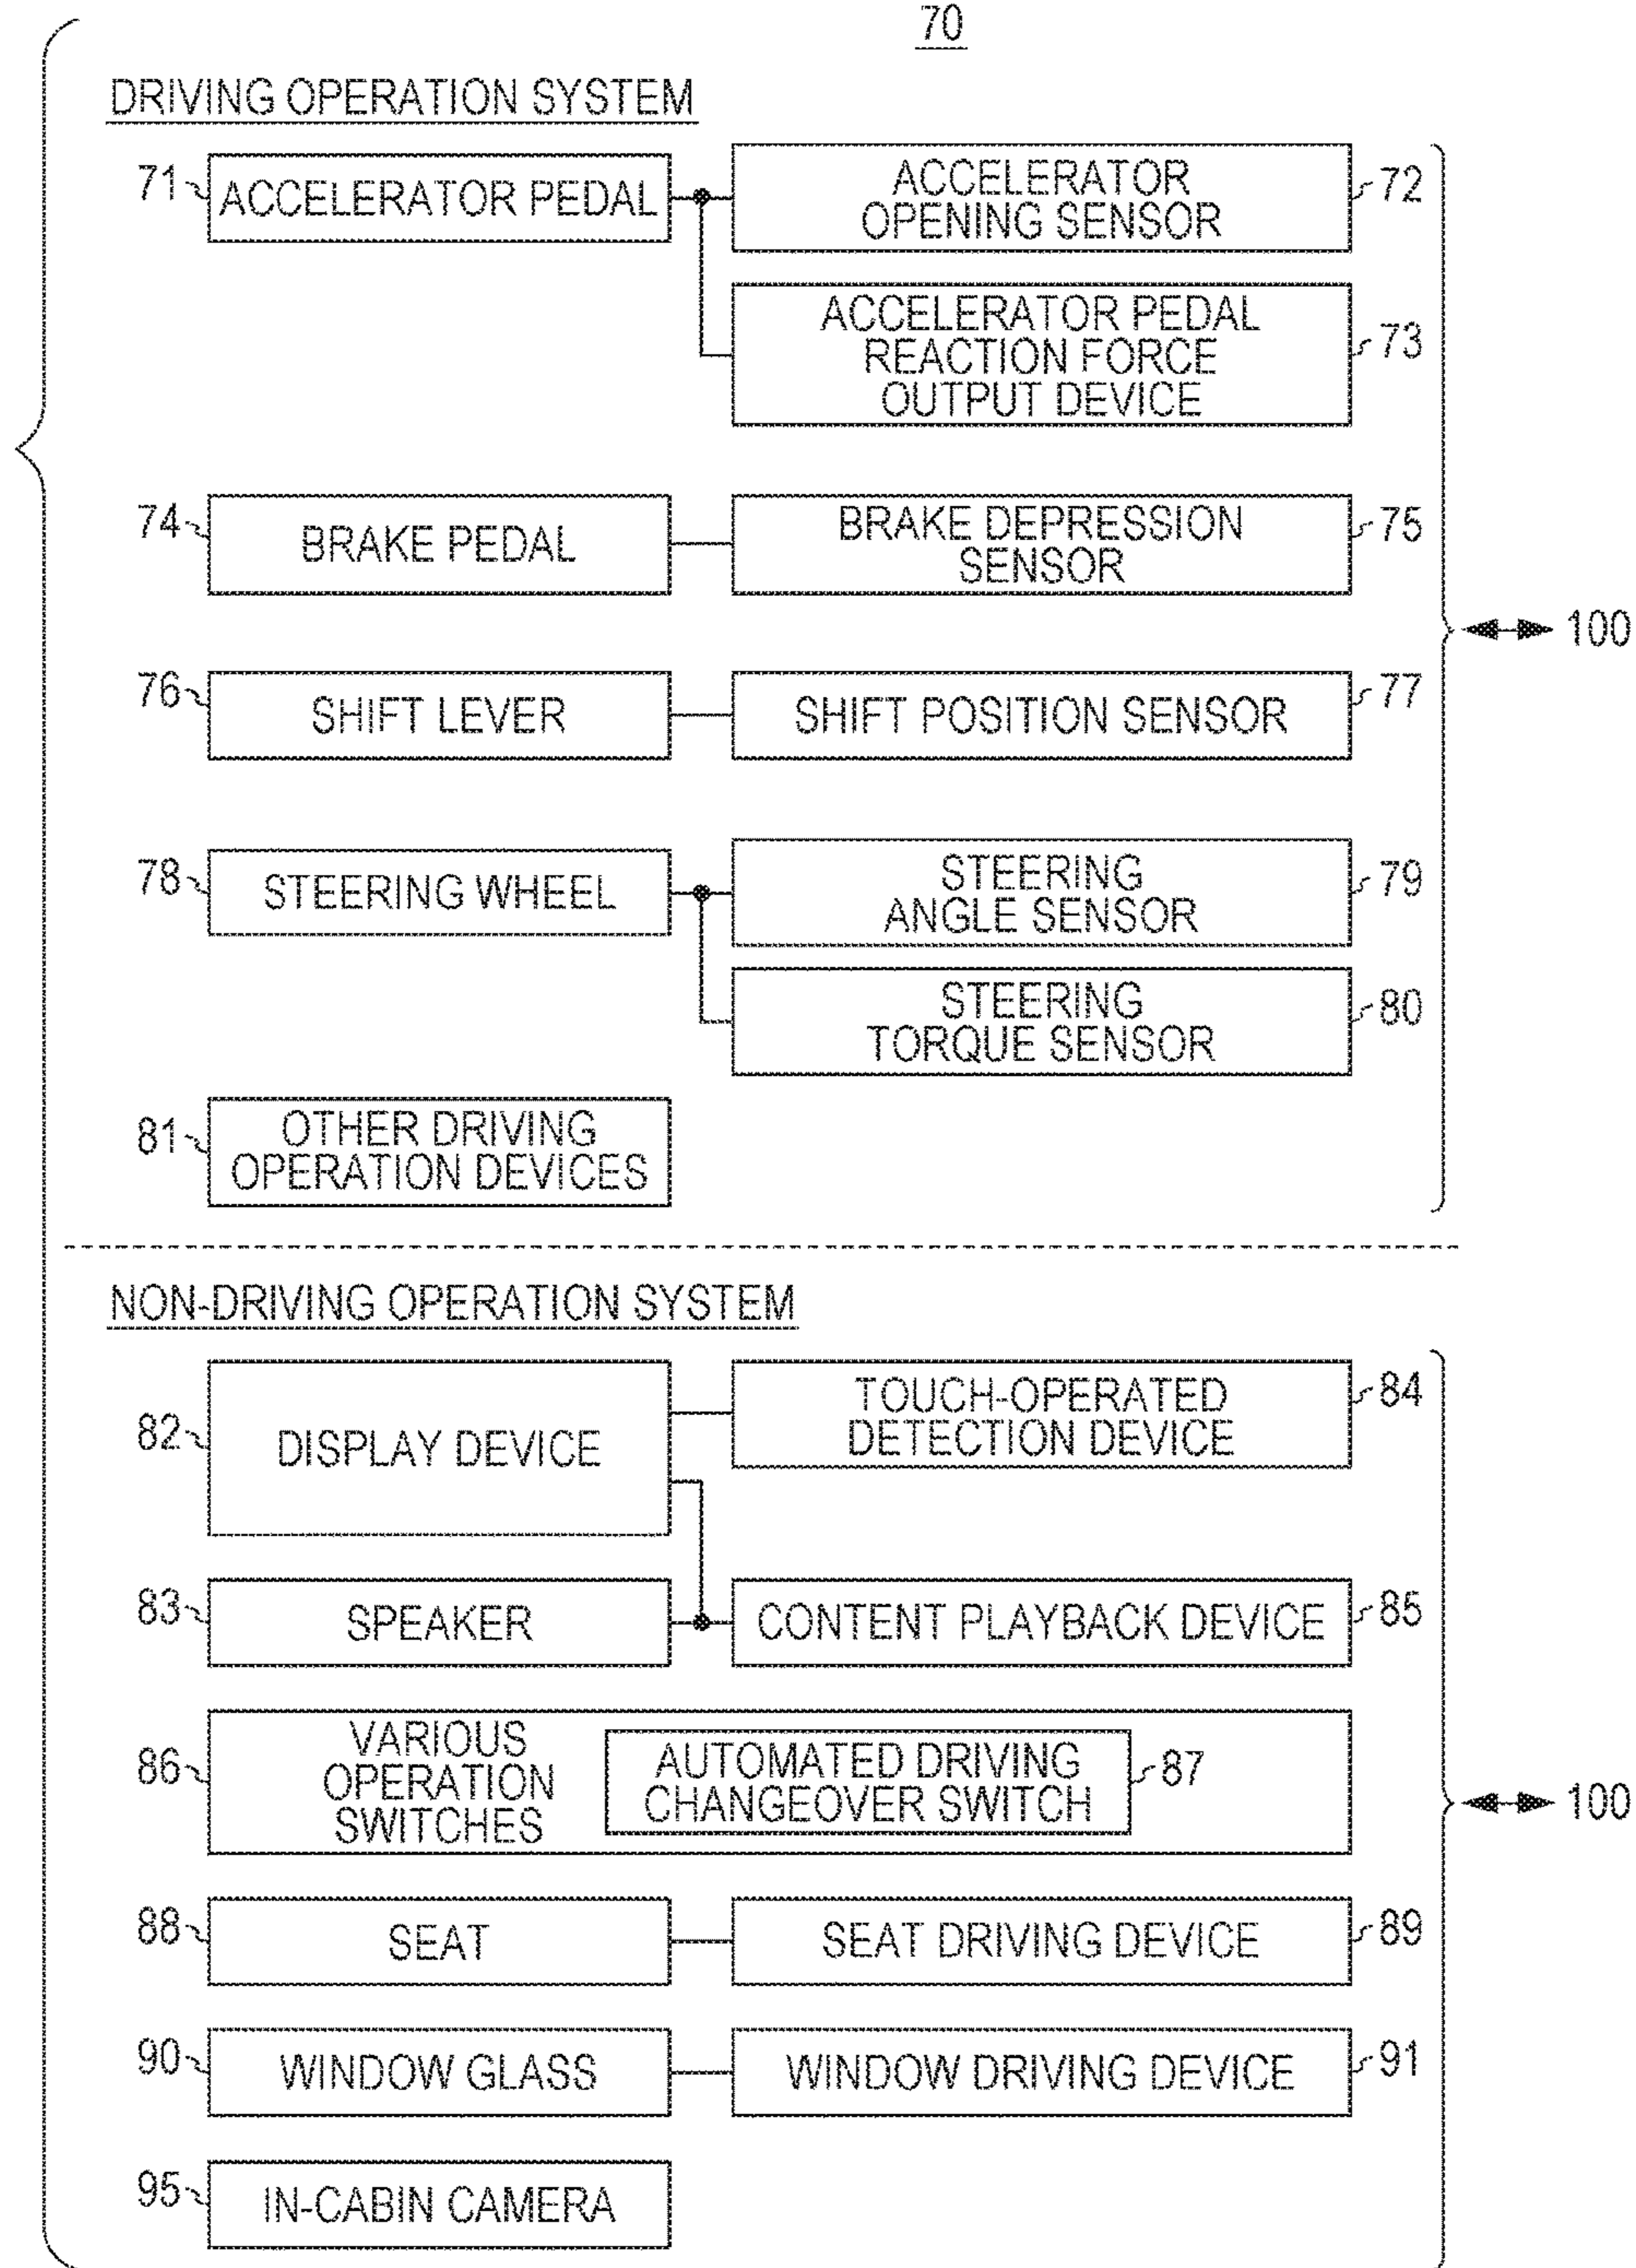 70
DRIVING OPERATION SYSTEM
71
ACCELERATOR PEDAL
ACCELERATOR
OPENING SENSOR
72
ACCELERATOR PEDAL
REACTION FORCE
OUTPUT DEVICE
73
74
BRAKE PEDAL
BRAKE DEPRESSION
SENSOR
75
100
76
SHIFT LEVER
SHIFT POSITION SENSOR
77
78
STEERING WHEEL
STEERING
ANGLE SENSOR
79
STEERING
TORQUE SENSOR
80
81
OTHER DRIVING
OPERATION DEVICES
NON-DRIVING OPERATION SYSTEM
82
DISPLAY DEVICE
TOUCH-OPERATED
DETECTION DEVICE
84
83
SPEAKER
CONTENT PLAYBACK DEVICE
85
86
VARIOUS
OPERATION
SWITCHES
AUTOMATED DRIVING
CHANGEOVER SWITCH
87
100
88
SEAT
SEAT DRIVING DEVICE
89
90
WINDOW GLASS
WINDOW DRIVING DEVICE
91
95
IN-CABIN CAMERA